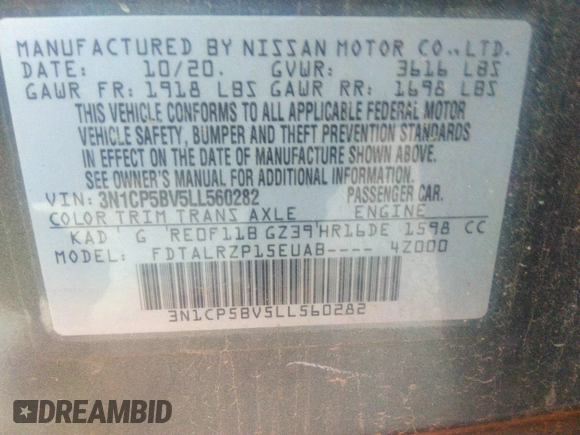 MANUFACTURED BY NISSAN MOTOR CO.,LTD.
DATE: 10/20. GVWR: 3616 LBS
GAWR FR: 1918 LBS GAWR RR: 1698 LBS
THIS VEHICLE CONFORMS TO ALL APPLICABLE FEDERAL MOTOR
VEHICLE SAFETY, BUMPER AND THEFT PREVENTION STANDARDS
IN EFFECT ON THE DATE OF MANUFACTURE SHOWN ABOVE.
SEE OWNER'S MANUAL FOR ADDITIONAL INFORMATION.
VIN: 3N1CP5BV5LL560282 PASSENGER CAR.
COLOR TRIM TRANS AXLE ENGINE
KAD G RE0F11B GZ39 HR16DE 1598 CC
MODEL: FDTALRZP15EUAB---- 4Z000
3N1CP5BV5LL560282
DREAMBID